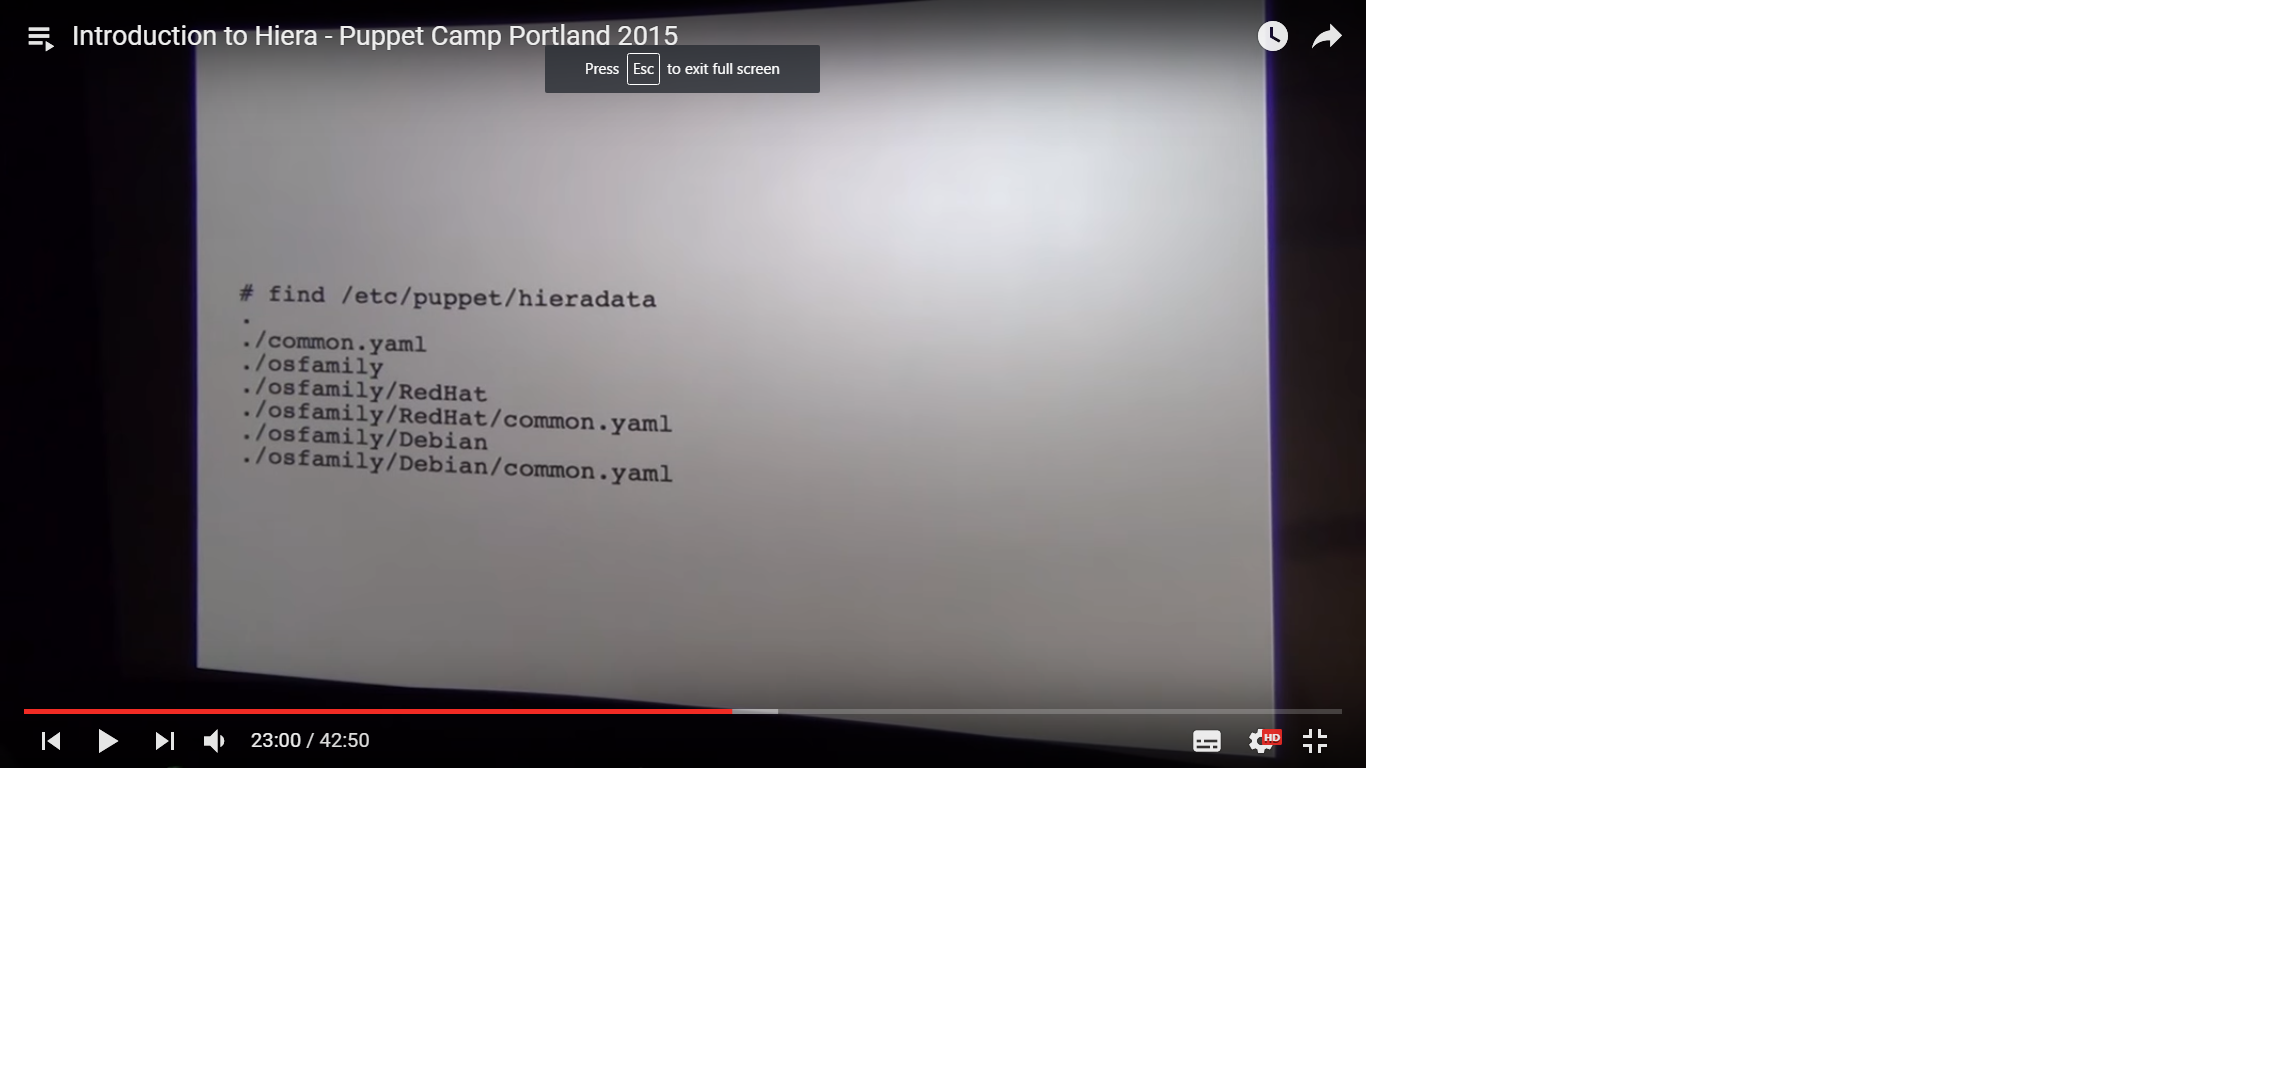 Introduction to Hiera - Puppet Camp Portland 2015
Press Esc to exit full screen
# find /etc/puppet/hieradata
.
./common.yaml
./osfamily
./osfamily/RedHat
./osfamily/RedHat/common.yaml
./osfamily/Debian
./osfamily/Debian/common.yaml
23:00 / 42:50
HD